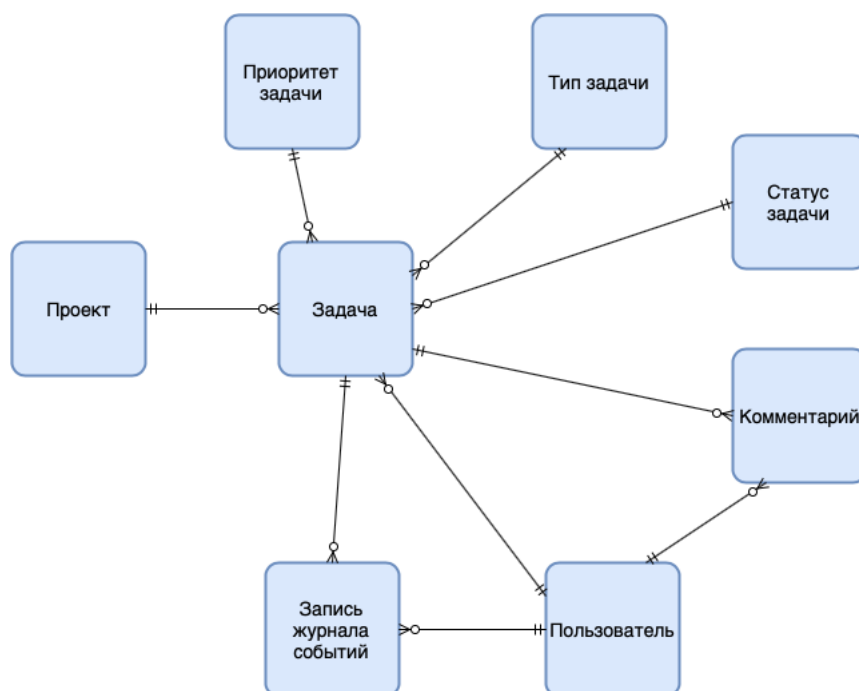 Приоритет
задачи
Тип задачи
Статус
задачи
Проект
Задача
Комментарий
Запись
журнала
событий
Пользователь